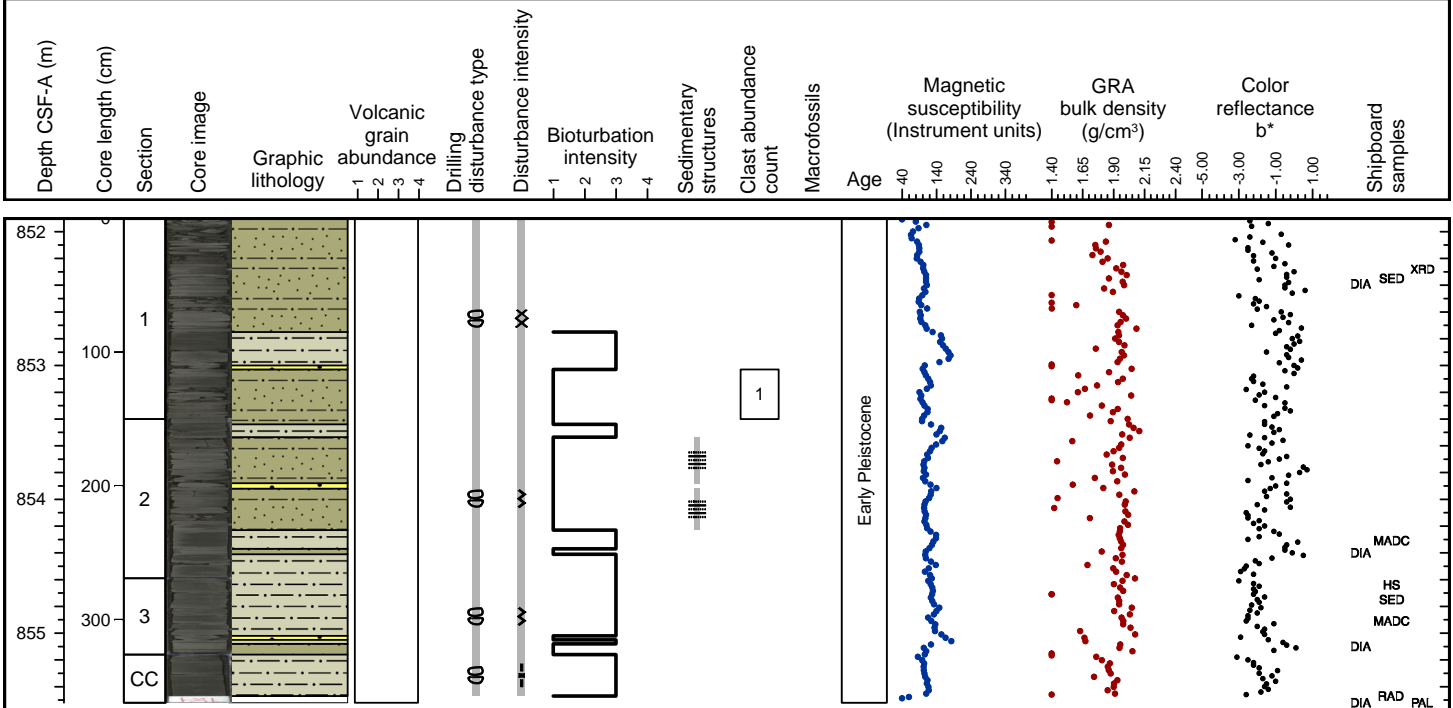 Depth CSF-A (m)
Core length (cm)
Section
Core image
Graphic
lithology
Volcanic
grain
abundance
1 2 3 4
Drilling
disturbance type
Disturbance intensity
Bioturbation
intensity
1 2 3 4
Sedimentary
structures
Clast abundance
count
Macrofossils
Age
Magnetic
susceptibility
(Instrument units)
40 140 240 340
GRA
bulk density
(g/cm³)
1.40 1.65 1.90 2.15 2.40
Color
reflectance
b*
-5.00 -3.00 -1.00 1.00
Shipboard
samples
852
853
854
855
0
100
200
300
1
2
3
CC
1
Early Pleistocene
DIA SED XRD
MADC
DIA
HS
SED
MADC
DIA
DIA RAD PAL